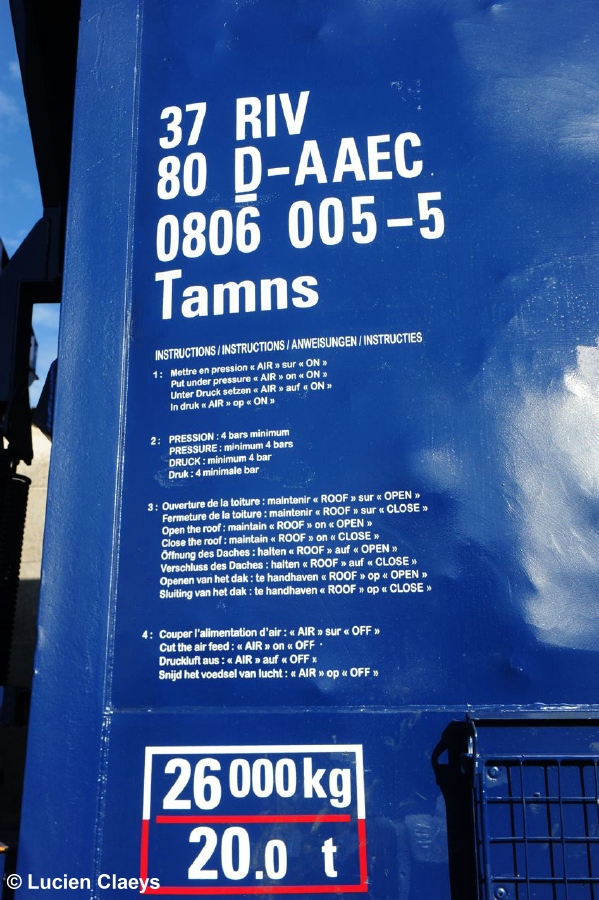 37 RIV
80 D-AAEC
0806 005-5
Tamns
INSTRUCTIONS / INSTRUCTIONS / ANWEISUNGEN / INSTRUCTIES
1: Mettre en pression « AIR » sur « ON »
Put under pressure « AIR » on « ON »
Unter Druck setzen « AIR » auf « ON »
In druk « AIR » op « ON »
2: PRESSION : 4 bars minimum
PRESSURE : minimum 4 bars
DRUCK : minimum 4 bar
Druk : 4 minimale bar
3: Ouverture de la toiture : maintenir « ROOF » sur « OPEN »
Fermeture de la toiture : maintenir « ROOF » sur « CLOSE »
Open the roof : maintain « ROOF » on « OPEN »
Close the roof : maintain « ROOF » on « CLOSE »
Öffnung des Daches : halten « ROOF » auf « OPEN »
Verschluss des Daches : halten « ROOF » auf « CLOSE »
Openen van het dak : te handhaven « ROOF » op « OPEN »
Sluiting van het dak : te handhaven « ROOF » op « CLOSE »
4: Couper l'alimentation d'air : « AIR » sur « OFF »
Cut the air feed : « AIR » on « OFF
Druckluft aus : « AIR » auf « OFF »
Snijd het voedsel van lucht : « AIR » op « OFF »
26 000 kg
20.0 t
© Lucien Claeys